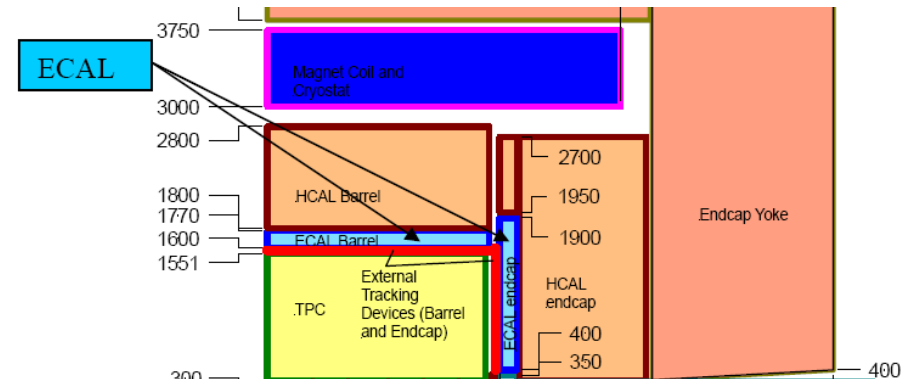 3750
ECAL
Magnet Coil and
Cryostat
3000
2800
2700
1800
.HCAL Barrel
1950
1770
.Endcap Yoke
1600
ECAL Barrel
1900
1551
External
Tracking
Devices (Barrel
and Endcap)
.TPC
ECAL endcap
HCAL
.endcap
400
350
300
400